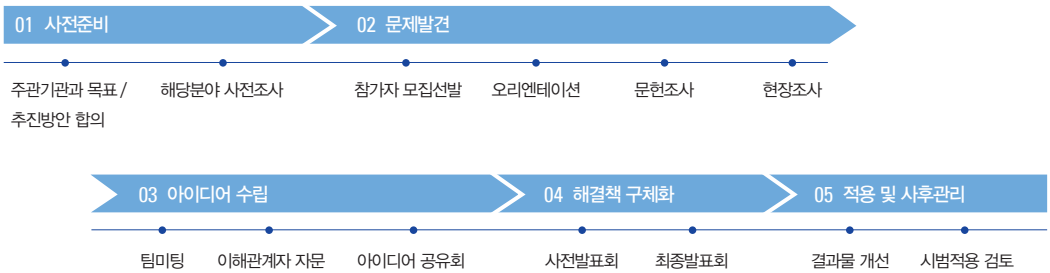 01 사전준비
02 문제발견
주관기관과 목표 /
추진방안 합의
해당분야 사전조사
참가자 모집선발
오리엔테이션
문헌조사
현장조사
03 아이디어 수립
04 해결책 구체화
05 적용 및 사후관리
팀미팅
이해관계자 자문
아이디어 공유회
사전발표회
최종발표회
결과물 개선
시범적용 검토